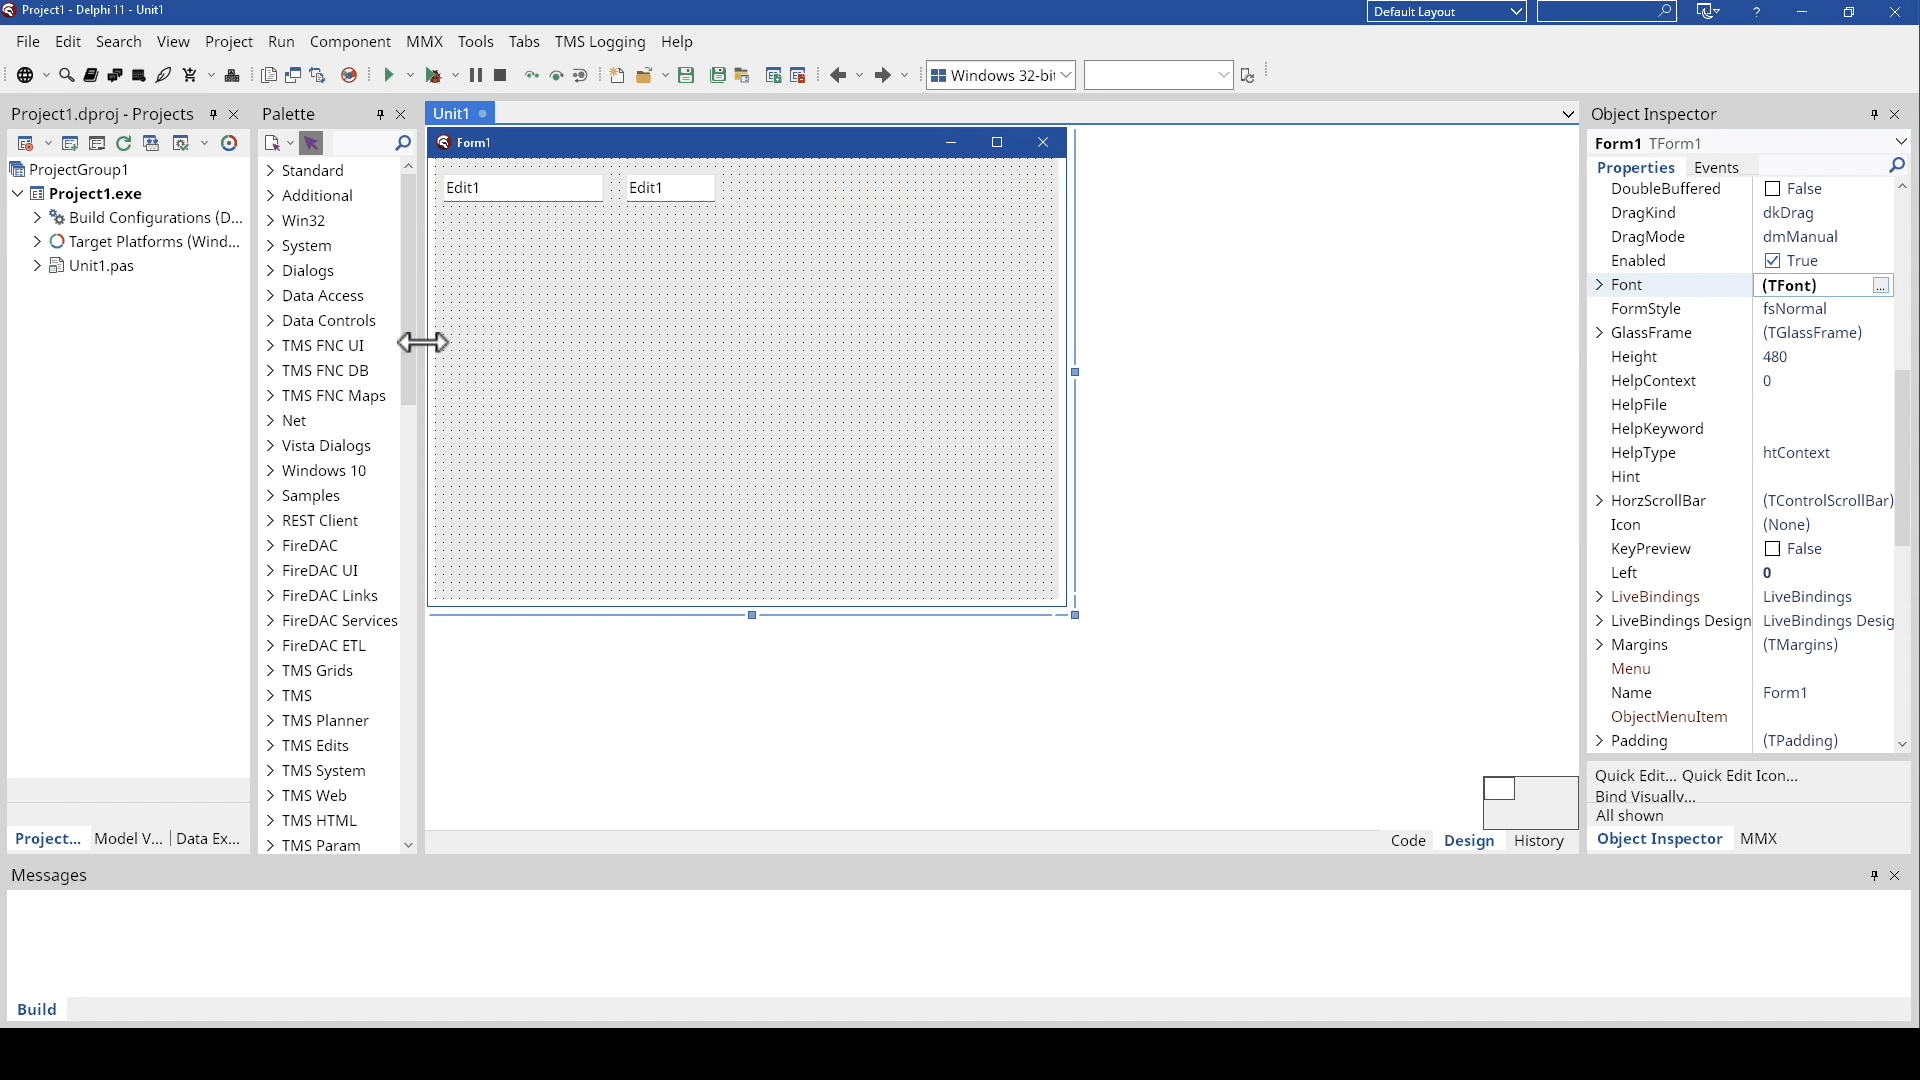 Project1 - Delphi 11 - Unit1
Default Layout
?
File Edit Search View Project Run Component MMX Tools Tabs TMS Logging Help
Windows 32-bit
Project1.dproj - Projects
ProjectGroup1
Project1.exe
Build Configurations (D...
Target Platforms (Wind...
Unit1.pas
Project... Model V... Data Ex...
Palette
Standard
Additional
Win32
System
Dialogs
Data Access
Data Controls
TMS FNC UI
TMS FNC DB
TMS FNC Maps
Net
Vista Dialogs
Windows 10
Samples
REST Client
FireDAC
FireDAC UI
FireDAC Links
FireDAC Services
FireDAC ETL
TMS Grids
TMS
TMS Planner
TMS Edits
TMS System
TMS Web
TMS HTML
TMS Param
Unit1
Form1
Edit1 Edit1
Code Design History
Object Inspector
Form1 TForm1
Properties Events
DoubleBuffered False
DragKind dkDrag
DragMode dmManual
Enabled True
Font (TFont) ...
FormStyle fsNormal
GlassFrame (TGlassFrame)
Height 480
HelpContext 0
HelpFile
HelpKeyword
HelpType htContext
Hint
HorzScrollBar (TControlScrollBar)
Icon (None)
KeyPreview False
Left 0
LiveBindings LiveBindings
LiveBindings Design LiveBindings Desig
Margins (TMargins)
Menu
Name Form1
ObjectMenuItem
Padding (TPadding)
Quick Edit... Quick Edit Icon...
Bind Visually...
All shown
Object Inspector MMX
Messages
Build